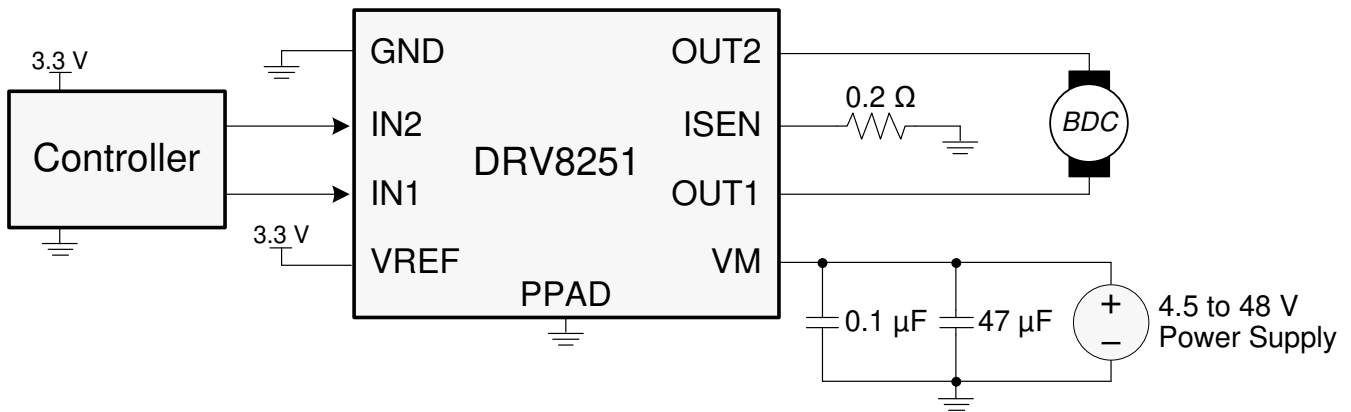 3.3 V
Controller
3.3 V
GND
IN2
IN1
VREF
DRV8251
PPAD
OUT2
ISEN
OUT1
VM
0.2 Ω
BDC
0.1 µF
47 µF
+
–
4.5 to 48 V
Power Supply